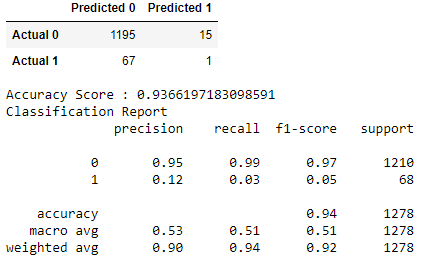 Predicted 0 Predicted 1
Actual 0 1195 15
Actual 1 67 1
Accuracy Score : 0.9366197183098591
Classification Report
precision recall f1-score support
0 0.95 0.99 0.97 1210
1 0.12 0.03 0.05 68
accuracy 0.94 1278
macro avg 0.53 0.51 0.51 1278
weighted avg 0.90 0.94 0.92 1278